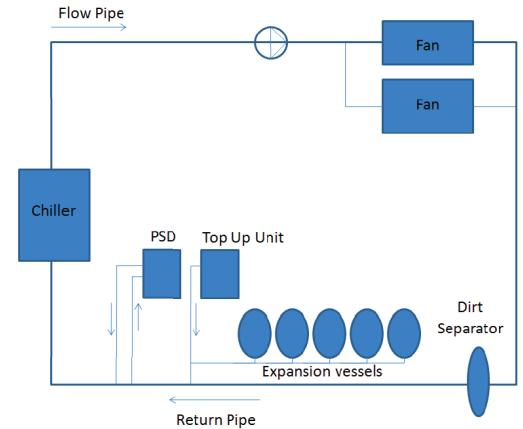 Flow Pipe
Fan
Fan
Chiller
PSD
Top Up Unit
Dirt
Separator
Expansion vessels
Return Pipe